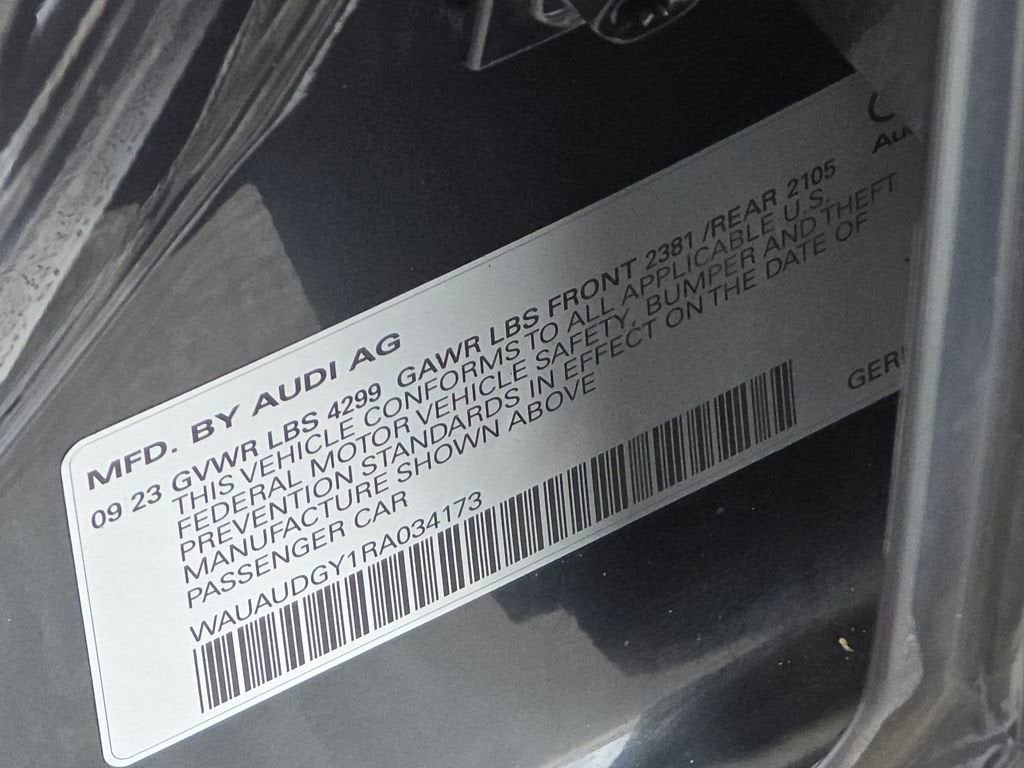 MFD. BY AUDI AG
09 23 GVWR LBS 4299 GAWR LBS FRONT 2381 /REAR 2105
THIS VEHICLE CONFORMS TO ALL APPLICABLE U.S.
FEDERAL MOTOR VEHICLE SAFETY, BUMPER AND THEFT
PREVENTION STANDARDS IN EFFECT ON THE DATE OF
MANUFACTURE SHOWN ABOVE
PASSENGER CAR
WAUAUDGY1RA034173